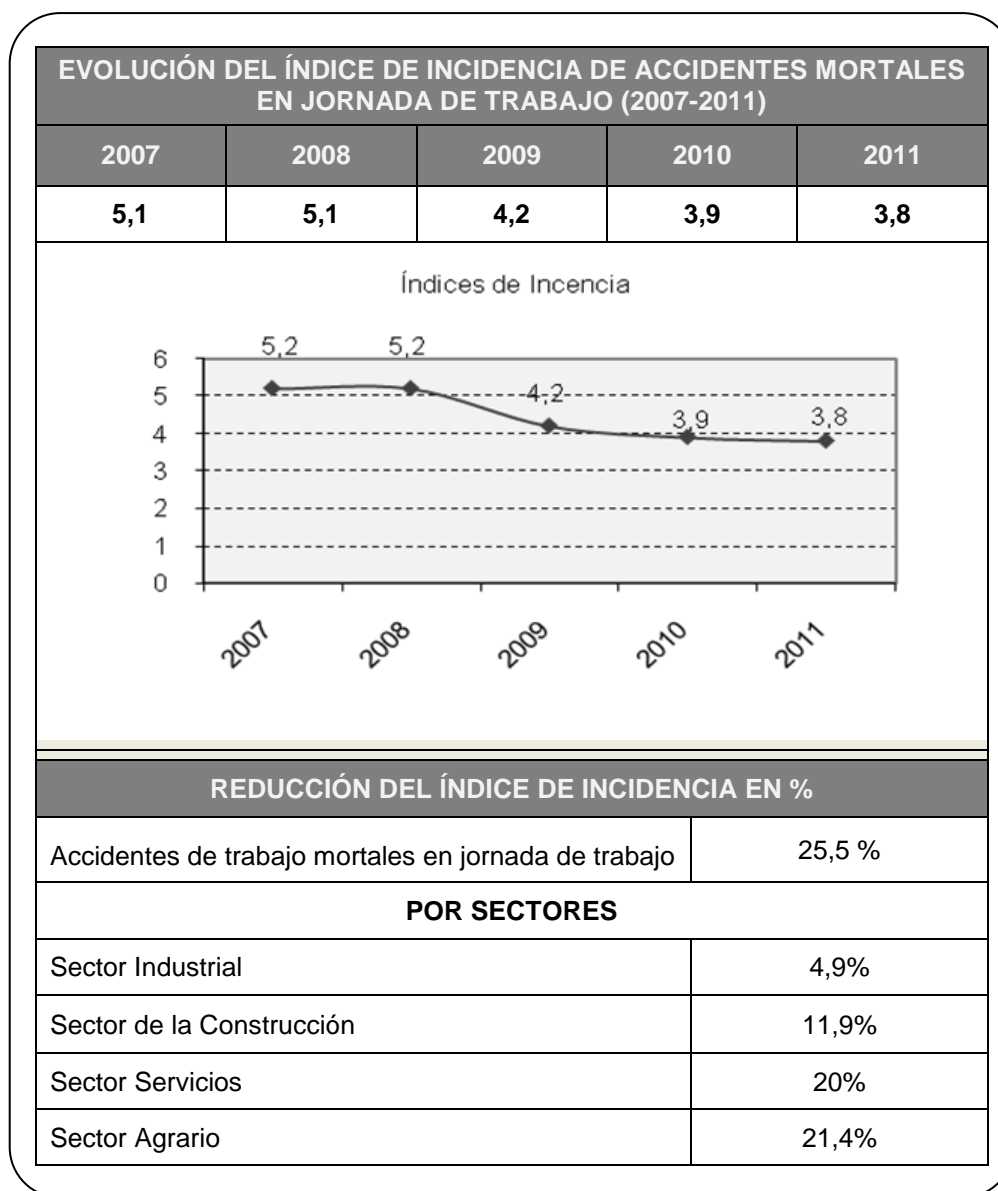 EVOLUCIÓN DEL ÍNDICE DE INCIDENCIA DE ACCIDENTES MORTALES
EN JORNADA DE TRABAJO (2007-2011)
2007 2008 2009 2010 2011
5,1 5,1 4,2 3,9 3,8
Índices de Incencia
5,2 5,2 4,2 3,9 3,8
6
5
4
3
2
1
0
2007 2008 2009 2010 2011
REDUCCIÓN DEL ÍNDICE DE INCIDENCIA EN %
Accidentes de trabajo mortales en jornada de trabajo 25,5 %
POR SECTORES
Sector Industrial 4,9%
Sector de la Construcción 11,9%
Sector Servicios 20%
Sector Agrario 21,4%